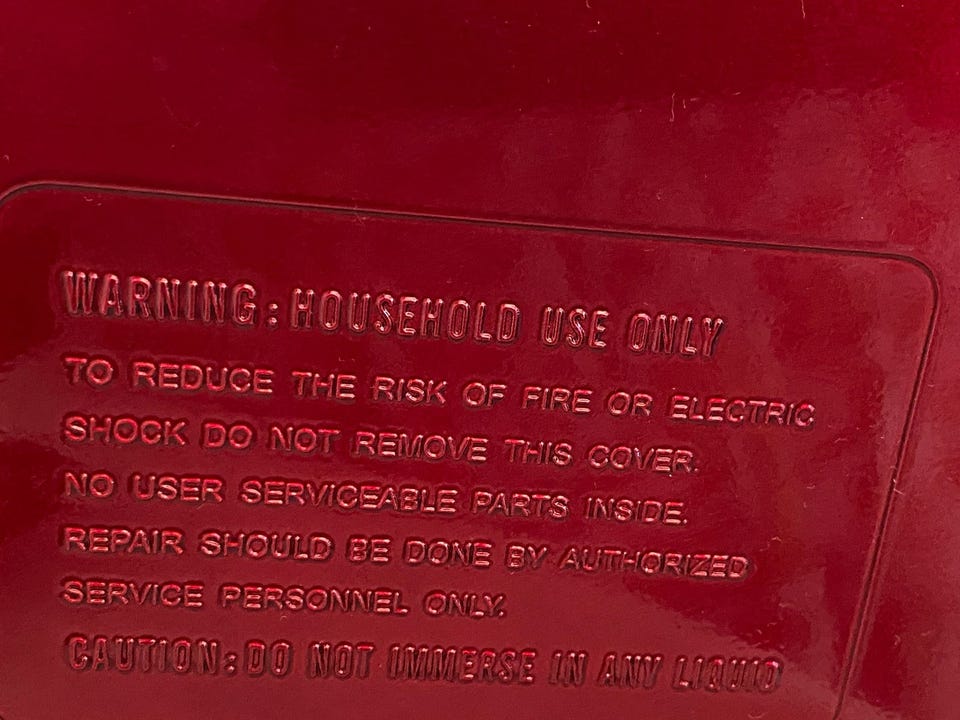 WARNING: HOUSEHOLD USE ONLY
TO REDUCE THE RISK OF FIRE OR ELECTRIC
SHOCK DO NOT REMOVE THIS COVER.
NO USER SERVICEABLE PARTS INSIDE.
REPAIR SHOULD BE DONE BY AUTHORIZED
SERVICE PERSONNEL ONLY.
CAUTION: DO NOT IMMERSE IN ANY LIQUID